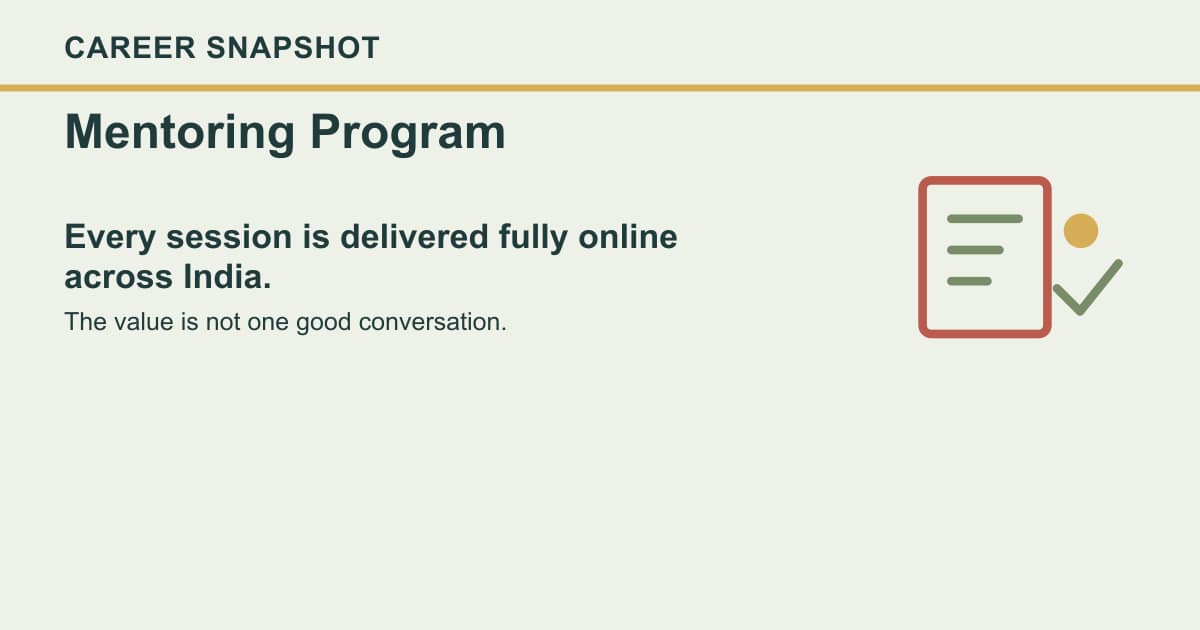 CAREER SNAPSHOT
Mentoring Program
Every session is delivered fully online
across India.
The value is not one good conversation.